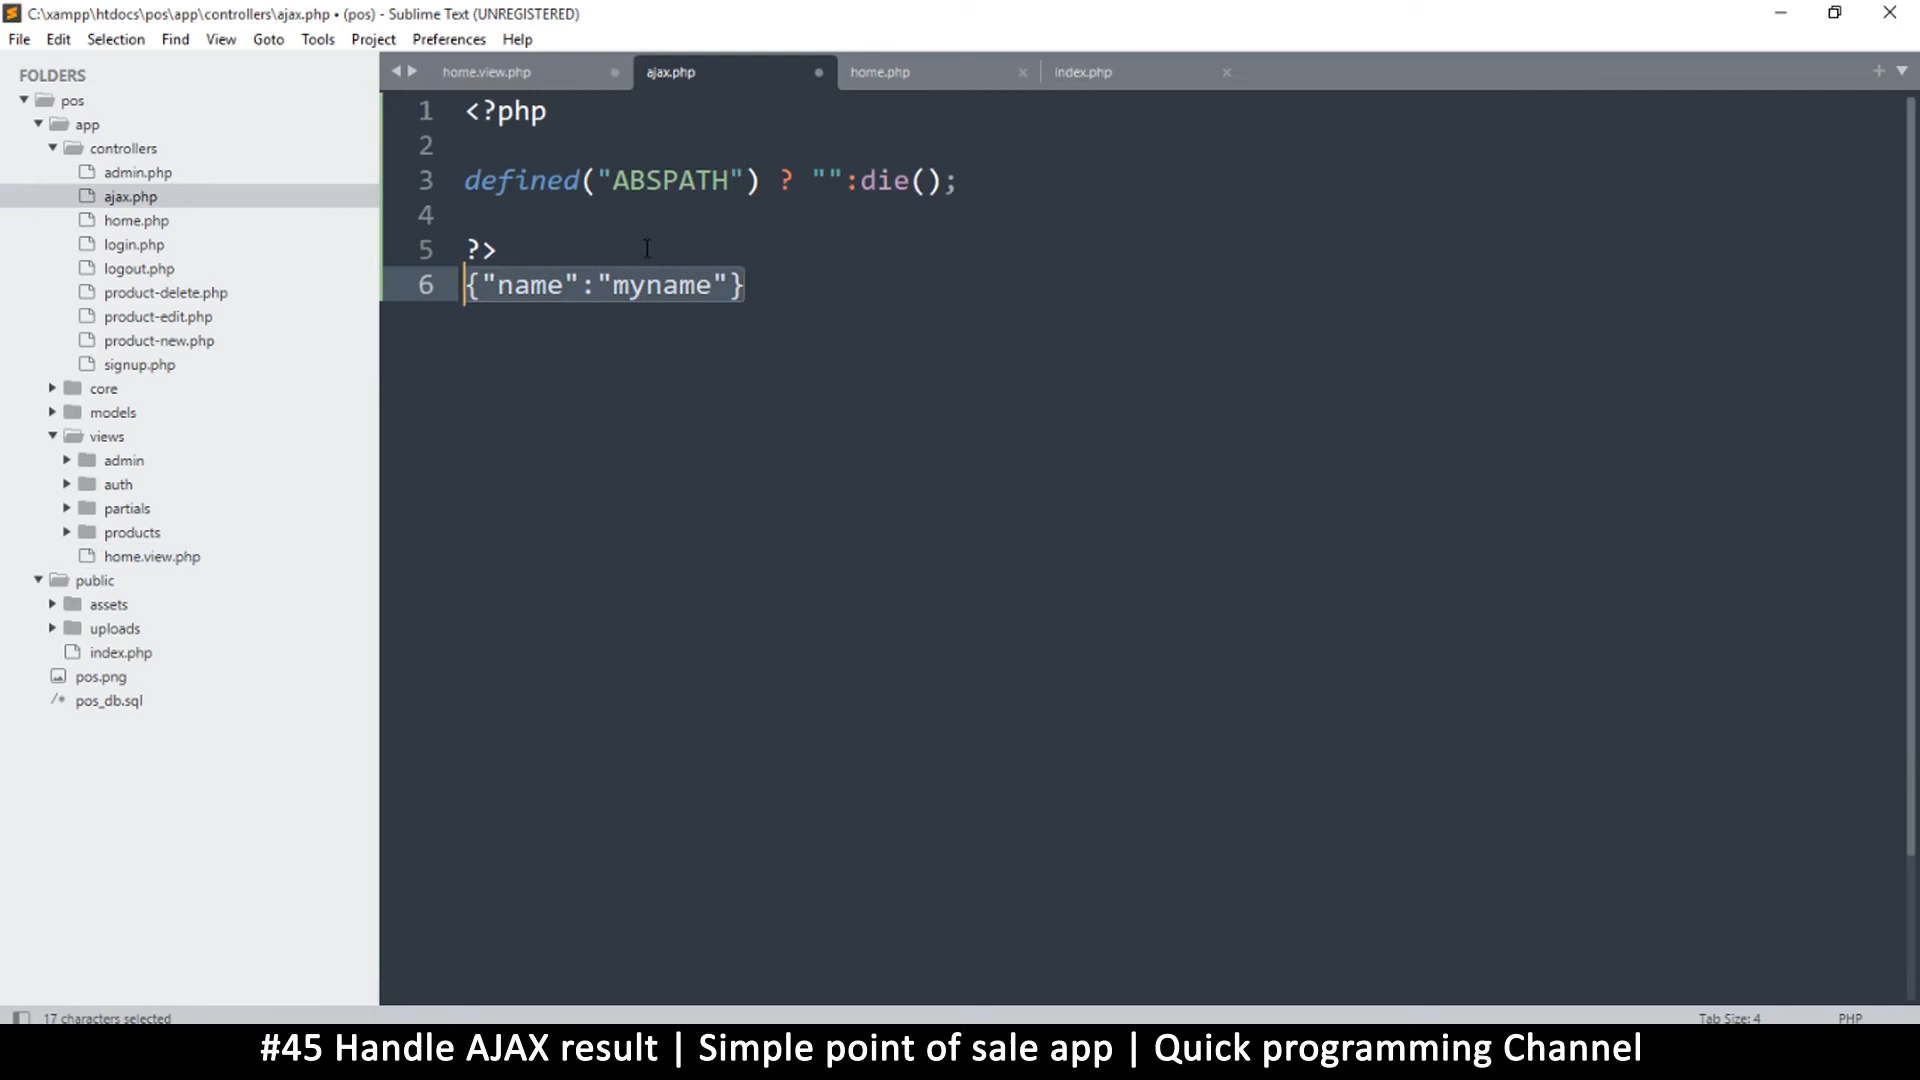 C:\xampp\htdocs\pos\app\controllers\ajax.php • (pos) - Sublime Text (UNREGISTERED)
File Edit Selection Find View Goto Tools Project Preferences Help
FOLDERS
pos
app
controllers
admin.php
ajax.php
home.php
login.php
logout.php
product-delete.php
product-edit.php
product-new.php
signup.php
core
models
views
admin
auth
partials
products
home.view.php
public
assets
uploads
index.php
pos.png
pos_db.sql
home.view.php ajax.php home.php index.php
1 <?php
2
3 defined("ABSPATH") ? "":die();
4
5 ?>
6 {"name":"myname"}
17 characters selected Tab Size: 4 PHP
#45 Handle AJAX result | Simple point of sale app | Quick programming Channel